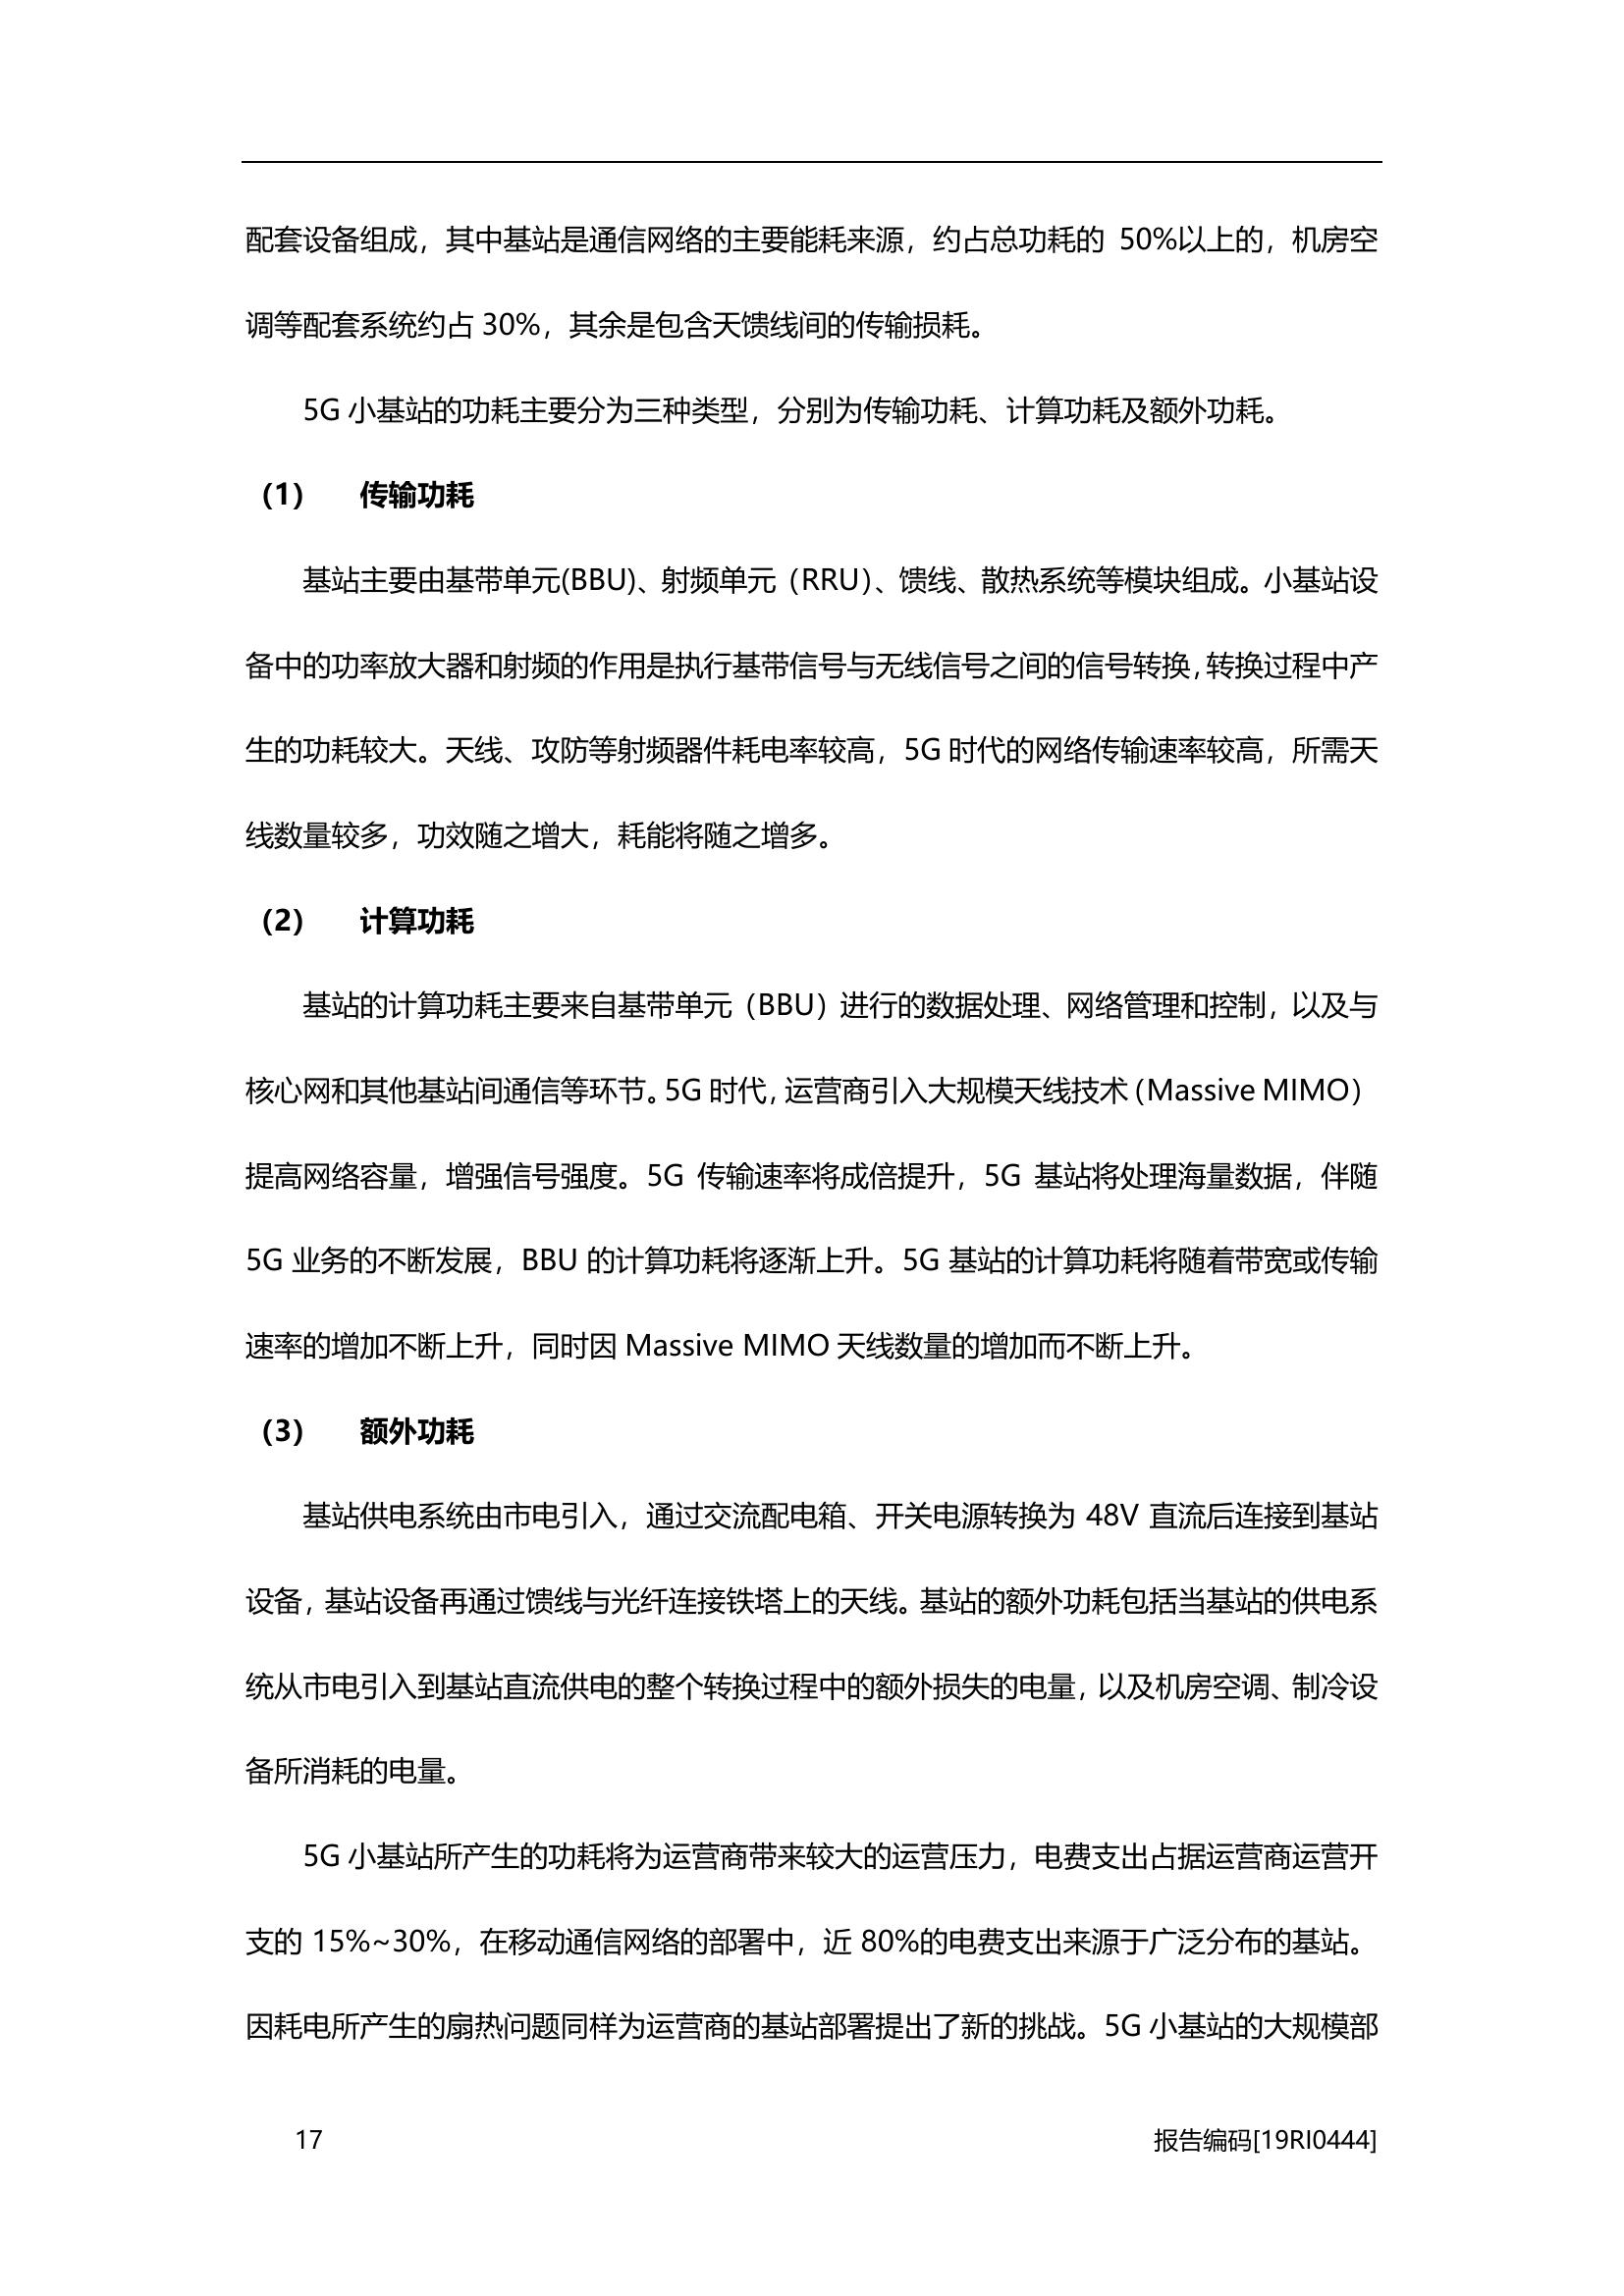 配套设备组成，其中基站是通信网络的主要能耗来源，约占总功耗的 50%以上的，机房空
调等配套系统约占 30%，其余是包含天馈线间的传输损耗。
5G 小基站的功耗主要分为三种类型，分别为传输功耗、计算功耗及额外功耗。
（1） 传输功耗
基站主要由基带单元(BBU)、射频单元（RRU）、馈线、散热系统等模块组成。小基站设
备中的功率放大器和射频的作用是执行基带信号与无线信号之间的信号转换，转换过程中产
生的功耗较大。天线、攻防等射频器件耗电率较高，5G 时代的网络传输速率较高，所需天
线数量较多，功效随之增大，耗能将随之增多。
（2） 计算功耗
基站的计算功耗主要来自基带单元（BBU）进行的数据处理、网络管理和控制，以及与
核心网和其他基站间通信等环节。5G 时代，运营商引入大规模天线技术（Massive MIMO）
提高网络容量，增强信号强度。5G 传输速率将成倍提升，5G 基站将处理海量数据，伴随
5G 业务的不断发展，BBU 的计算功耗将逐渐上升。5G 基站的计算功耗将随着带宽或传输
速率的增加不断上升，同时因 Massive MIMO 天线数量的增加而不断上升。
（3） 额外功耗
基站供电系统由市电引入，通过交流配电箱、开关电源转换为 48V 直流后连接到基站
设备，基站设备再通过馈线与光纤连接铁塔上的天线。基站的额外功耗包括当基站的供电系
统从市电引入到基站直流供电的整个转换过程中的额外损失的电量，以及机房空调、制冷设
备所消耗的电量。
5G 小基站所产生的功耗将为运营商带来较大的运营压力，电费支出占据运营商运营开
支的 15%~30%，在移动通信网络的部署中，近 80%的电费支出来源于广泛分布的基站。
因耗电所产生的扇热问题同样为运营商的基站部署提出了新的挑战。5G 小基站的大规模部
17 报告编码[19RI0444]